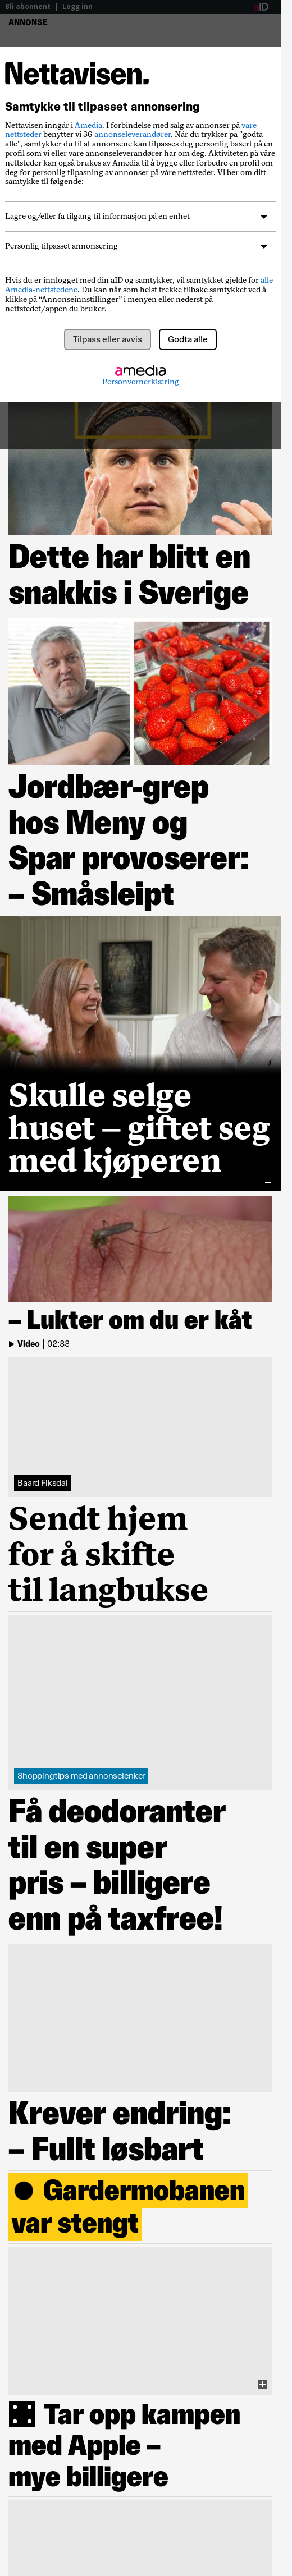 Bli abonnent | Logg inn
aID
ANNONSE
Nettavisen.
Samtykke til tilpasset annonsering
Nettavisen inngår i Amedia. I forbindelse med salg av annonser på våre
nettsteder benytter vi 36 annonseleverandører. Når du trykker på "godta
alle", samtykker du til at annonsene kan tilpasses deg personlig basert på en
profil som vi eller våre annonseleverandører har om deg. Aktiviteten på våre
nettsteder kan også brukes av Amedia til å bygge eller forbedre en profil om
deg for personlig tilpasning av annonser på våre nettsteder. Vi ber om ditt
samtykke til følgende:
Lagre og/eller få tilgang til informasjon på en enhet
Personlig tilpasset annonsering
Hvis du er innlogget med din aID og samtykker, vil samtykket gjelde for alle
Amedia-nettstedene. Du kan når som helst trekke tilbake samtykket ved å
klikke på “Annonseinnstillinger” i menyen eller nederst på
nettstedet/appen du bruker.
Tilpass eller avvis
Godta alle
amedia
Personvernerklæring
Dette har blitt en
snakkis i Sverige
Jordbær-grep
hos Meny og
Spar provoserer:
– Småsleipt
Skulle selge
huset – giftet seg
med kjøperen
– Lukter om du er kåt
Video | 02:33
Baard Fiksdal
Sendt hjem
for å skifte
til langbukse
Shoppingtips med annonselenker
Få deodoranter
til en super
pris – billigere
enn på taxfree!
Krever endring:
– Fullt løsbart
Gardermobanen
var stengt
Tar opp kampen
med Apple –
mye billigere